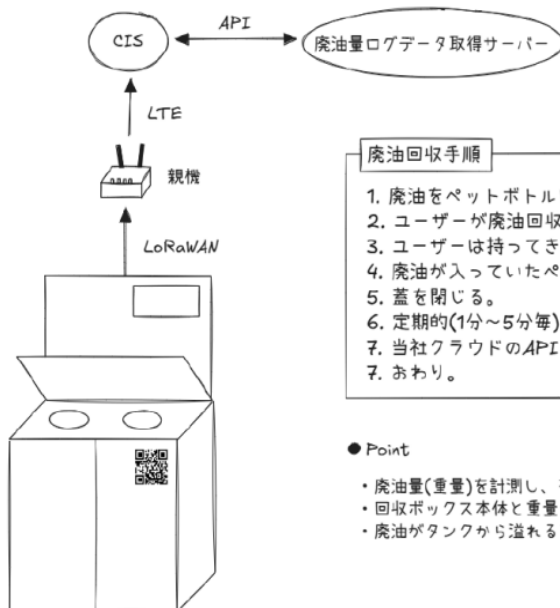 CIS
API
廃油量ログデータ取得サーバー
LTE
親機
LoRaWAN
廃油回収手順
1. 廃油をペットボトル
2. ユーザーが廃油回収
3. ユーザーは持ってき
4. 廃油が入っていたペ
5. 蓋を閉じる。
6. 定期的(1分～5分毎)
7. 当社クラウドのAPI
7. おわり。
● Point
・廃油量(重量)を計測し、
・回収ボックス本体と重量
・廃油がタンクから溢れる